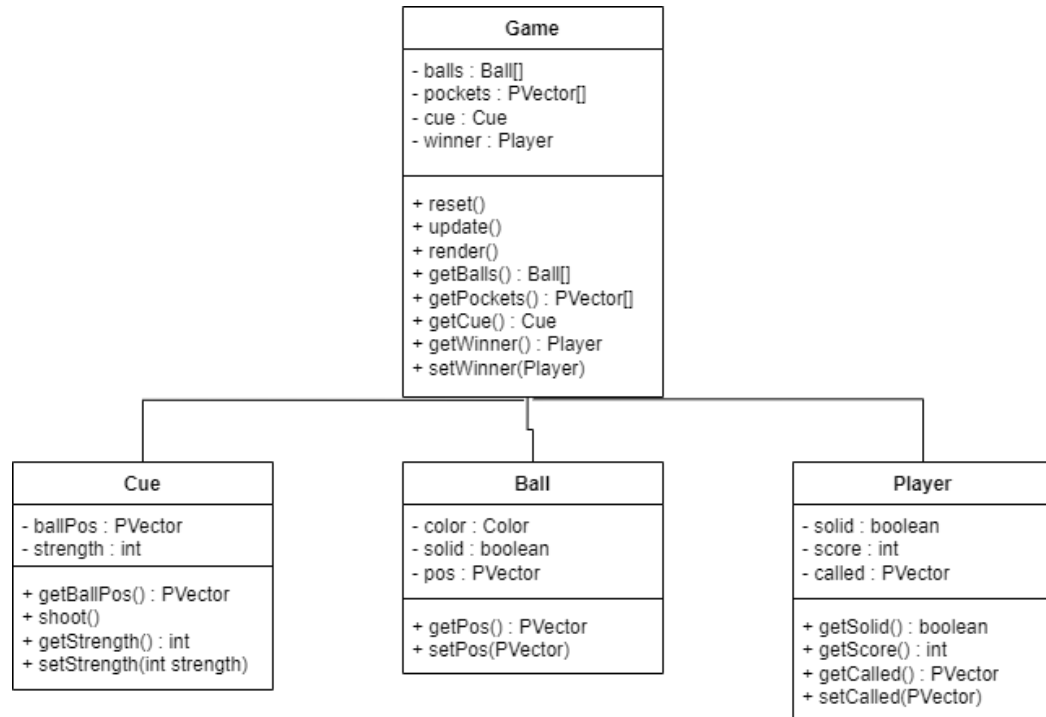 Game
- balls : Ball[]
- pockets : PVector[]
- cue : Cue
- winner : Player
+ reset()
+ update()
+ render()
+ getBalls() : Ball[]
+ getPockets() : PVector[]
+ getCue() : Cue
+ getWinner() : Player
+ setWinner(Player)
Cue
- ballPos : PVector
- strength : int
+ getBallPos() : PVector
+ shoot()
+ getStrength() : int
+ setStrength(int strength)
Ball
- color : Color
- solid : boolean
- pos : PVector
+ getPos() : PVector
+ setPos(PVector)
Player
- solid : boolean
- score : int
- called : PVector
+ getSolid() : boolean
+ getScore() : int
+ getCalled() : PVector
+ setCalled(PVector)